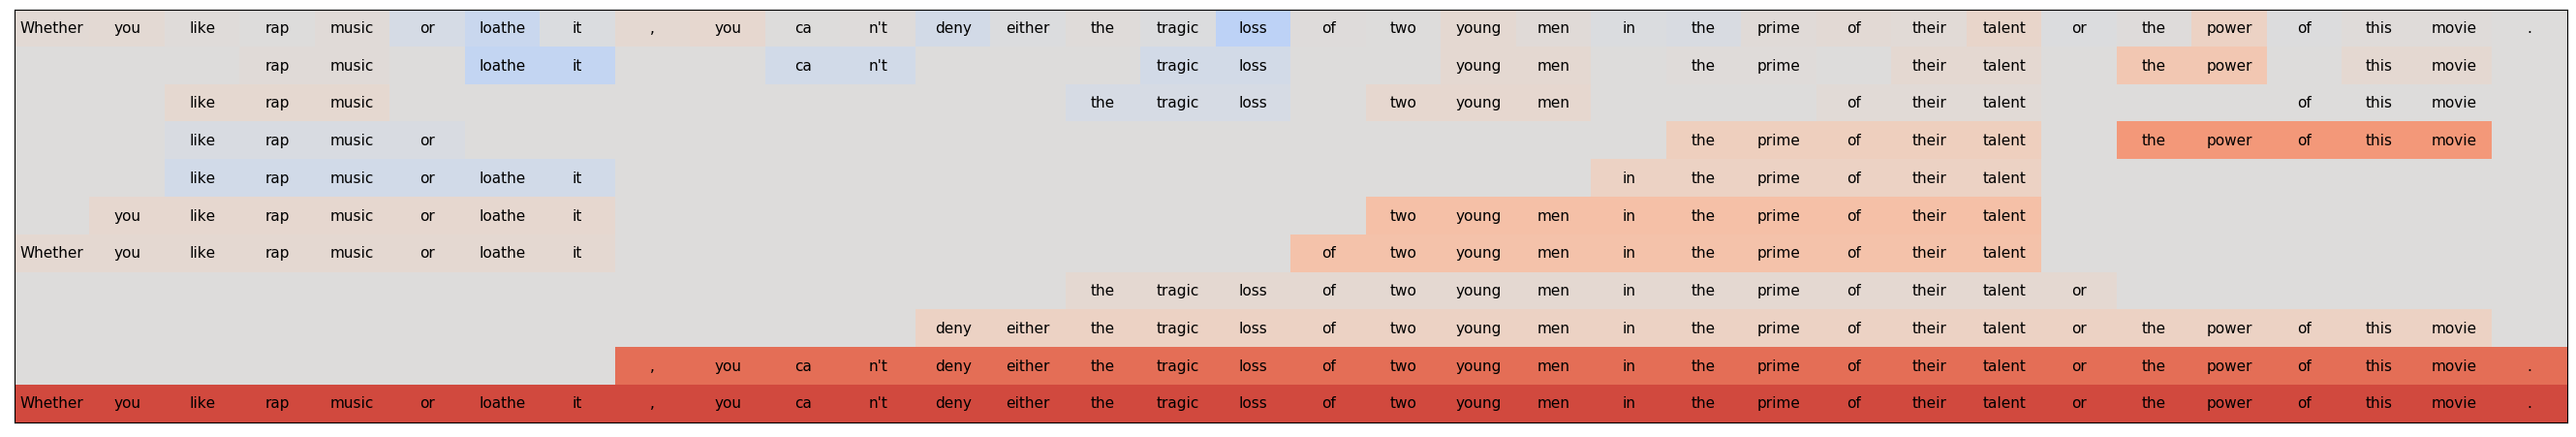 Whether you like rap music or loathe it , you ca n't deny either the tragic loss of two young men in the prime of their talent or the power of this movie .
rap music loathe it ca n't tragic loss young men the prime their talent the power this movie
like rap music the tragic loss two young men of their talent of this movie
like rap music or the prime of their talent the power of this movie
like rap music or loathe it in the prime of their talent
you like rap music or loathe it two young men in the prime of their talent
Whether you like rap music or loathe it of two young men in the prime of their talent
the tragic loss of two young men in the prime of their talent or
deny either the tragic loss of two young men in the prime of their talent or the power of this movie
, you ca n't deny either the tragic loss of two young men in the prime of their talent or the power of this movie .
Whether you like rap music or loathe it , you ca n't deny either the tragic loss of two young men in the prime of their talent or the power of this movie .